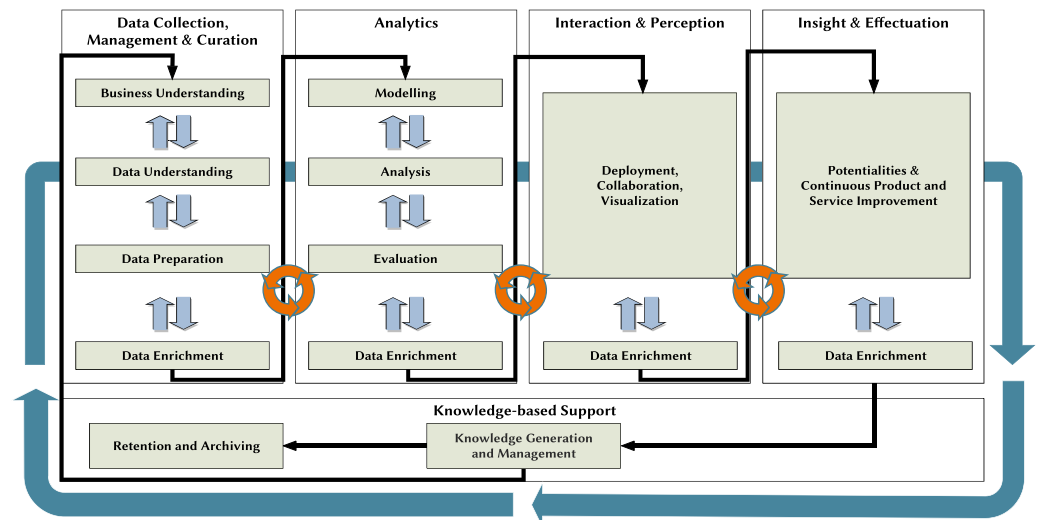 Data Collection,
Management & Curation
Business Understanding
Data Understanding
Data Preparation
Data Enrichment
Analytics
Modelling
Analysis
Evaluation
Data Enrichment
Interaction & Perception
Deployment,
Collaboration,
Visualization
Data Enrichment
Insight & Effectuation
Potentialities &
Continuous Product and
Service Improvement
Data Enrichment
Knowledge-based Support
Retention and Archiving
Knowledge Generation
and Management